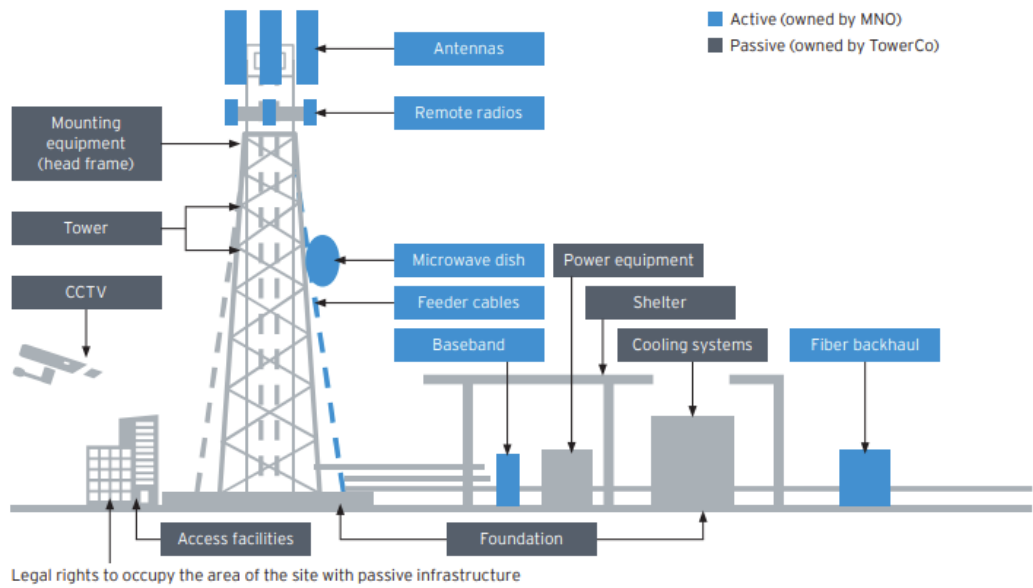 Active (owned by MNO)
Passive (owned by TowerCo)
Antennas
Remote radios
Mounting
equipment
(head frame)
Tower
CCTV
Microwave dish
Power equipment
Feeder cables
Shelter
Baseband
Cooling systems
Fiber backhaul
Access facilities
Foundation
Legal rights to occupy the area of the site with passive infrastructure